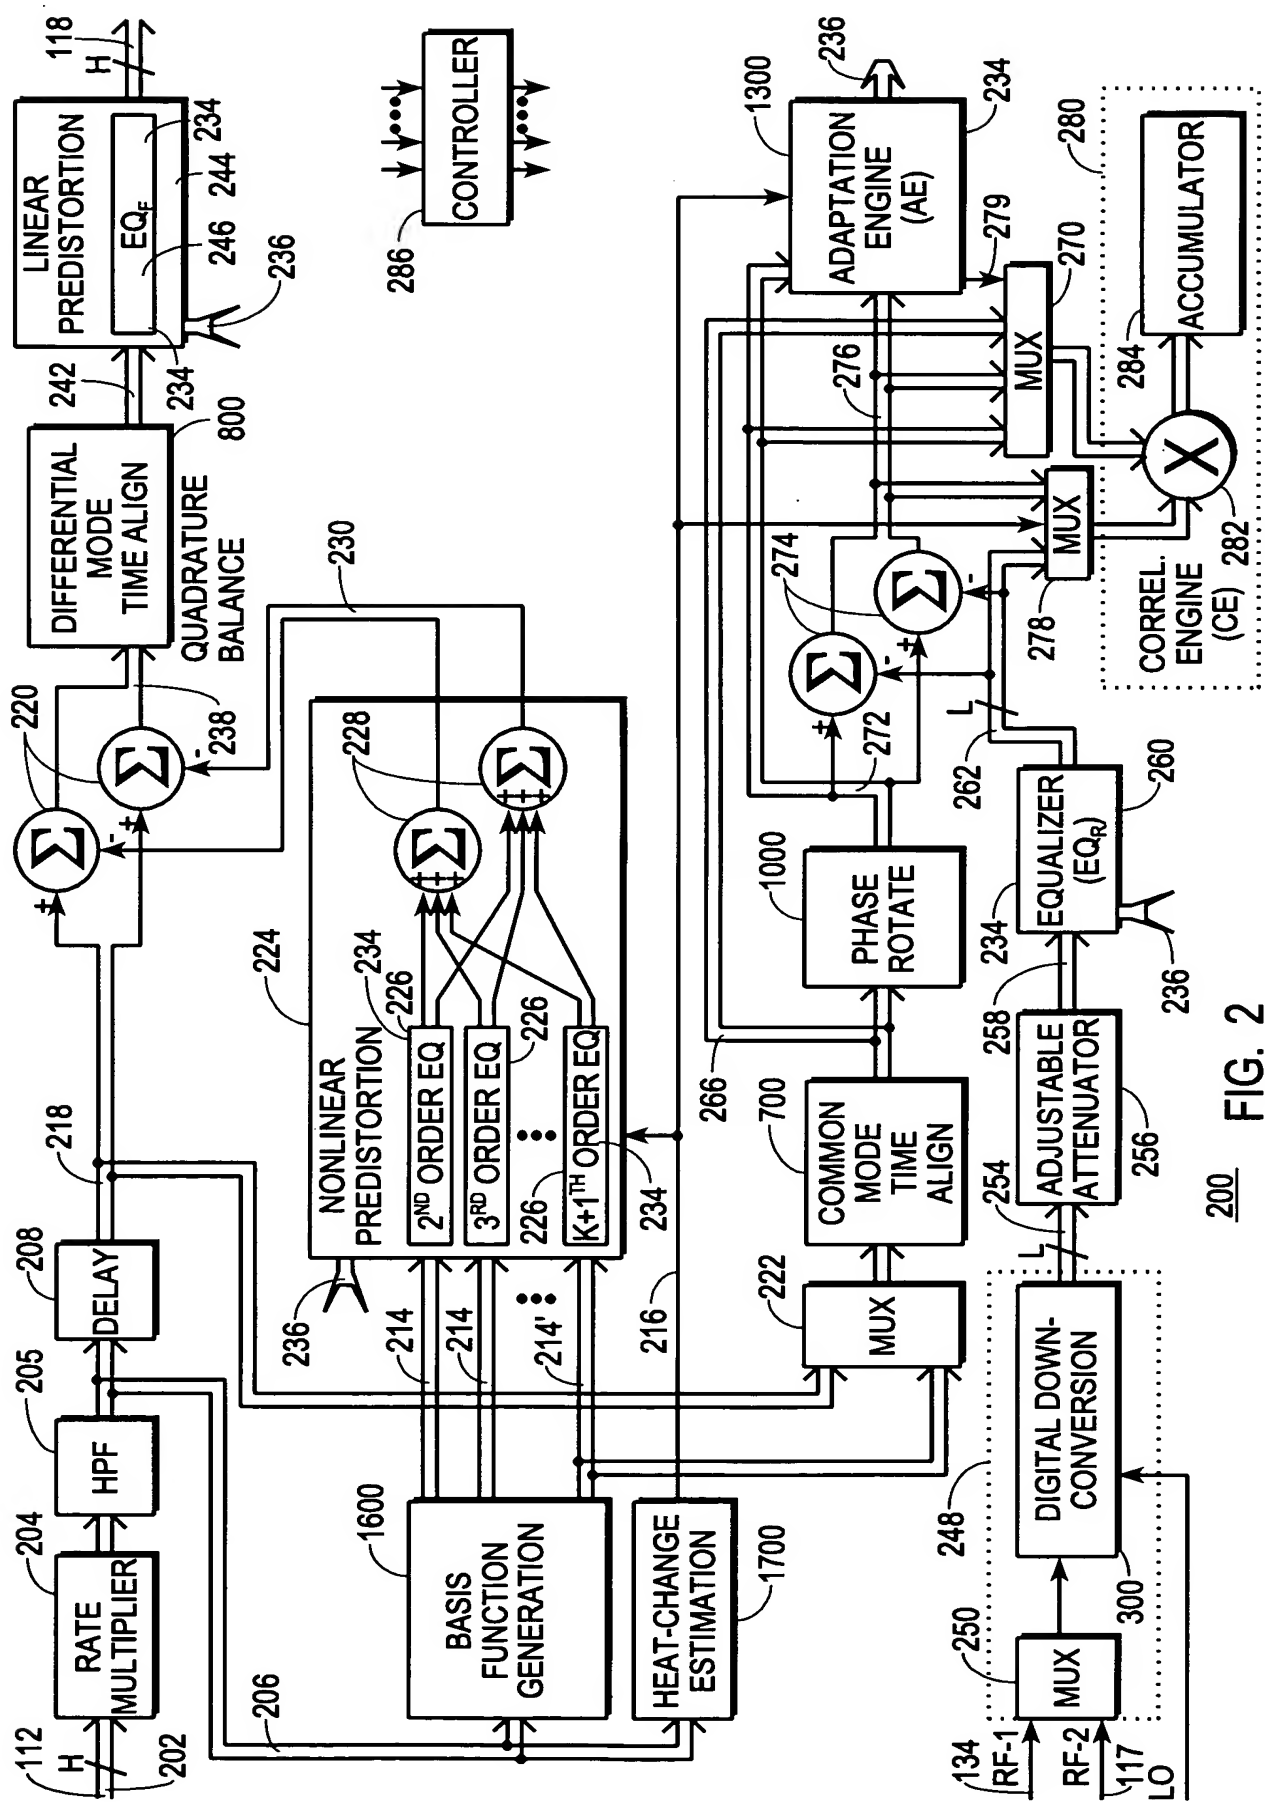 112
H
202
RATE
MULTIPLIER
204
HPF
205
DELAY
208
218
206
+
-
Σ
220
+
-
Σ
238
DIFFERENTIAL
MODE
TIME ALIGN
800
QUADRATURE
BALANCE
242
LINEAR
PREDISTORTION
EQF
234
246
244
234
236
H
118
1600
BASIS
FUNCTION
GENERATION
214
214
214'
236
224
NONLINEAR
PREDISTORTION
2ND ORDER EQ
226
234
3RD ORDER EQ
226
K+1TH ORDER EQ
226
234
+++
Σ
228
+++
Σ
230
286
CONTROLLER
HEAT-CHANGE
ESTIMATION
1700
216
222
MUX
700
COMMON
MODE
TIME
ALIGN
266
1000
PHASE
ROTATE
272
+
-
Σ
274
+
-
Σ
276
1300
ADAPTATION
ENGINE
(AE)
236
234
279
MUX
270
MUX
278
280
284
ACCUMULATOR
X
282
CORREL.
ENGINE
(CE)
134
RF-1
RF-2
117
LO
250
MUX
248
DIGITAL DOWN-
CONVERSION
300
L
254
ADJUSTABLE
ATTENUATOR
256
258
234
EQUALIZER
(EQR)
260
236
262
L
200
FIG. 2